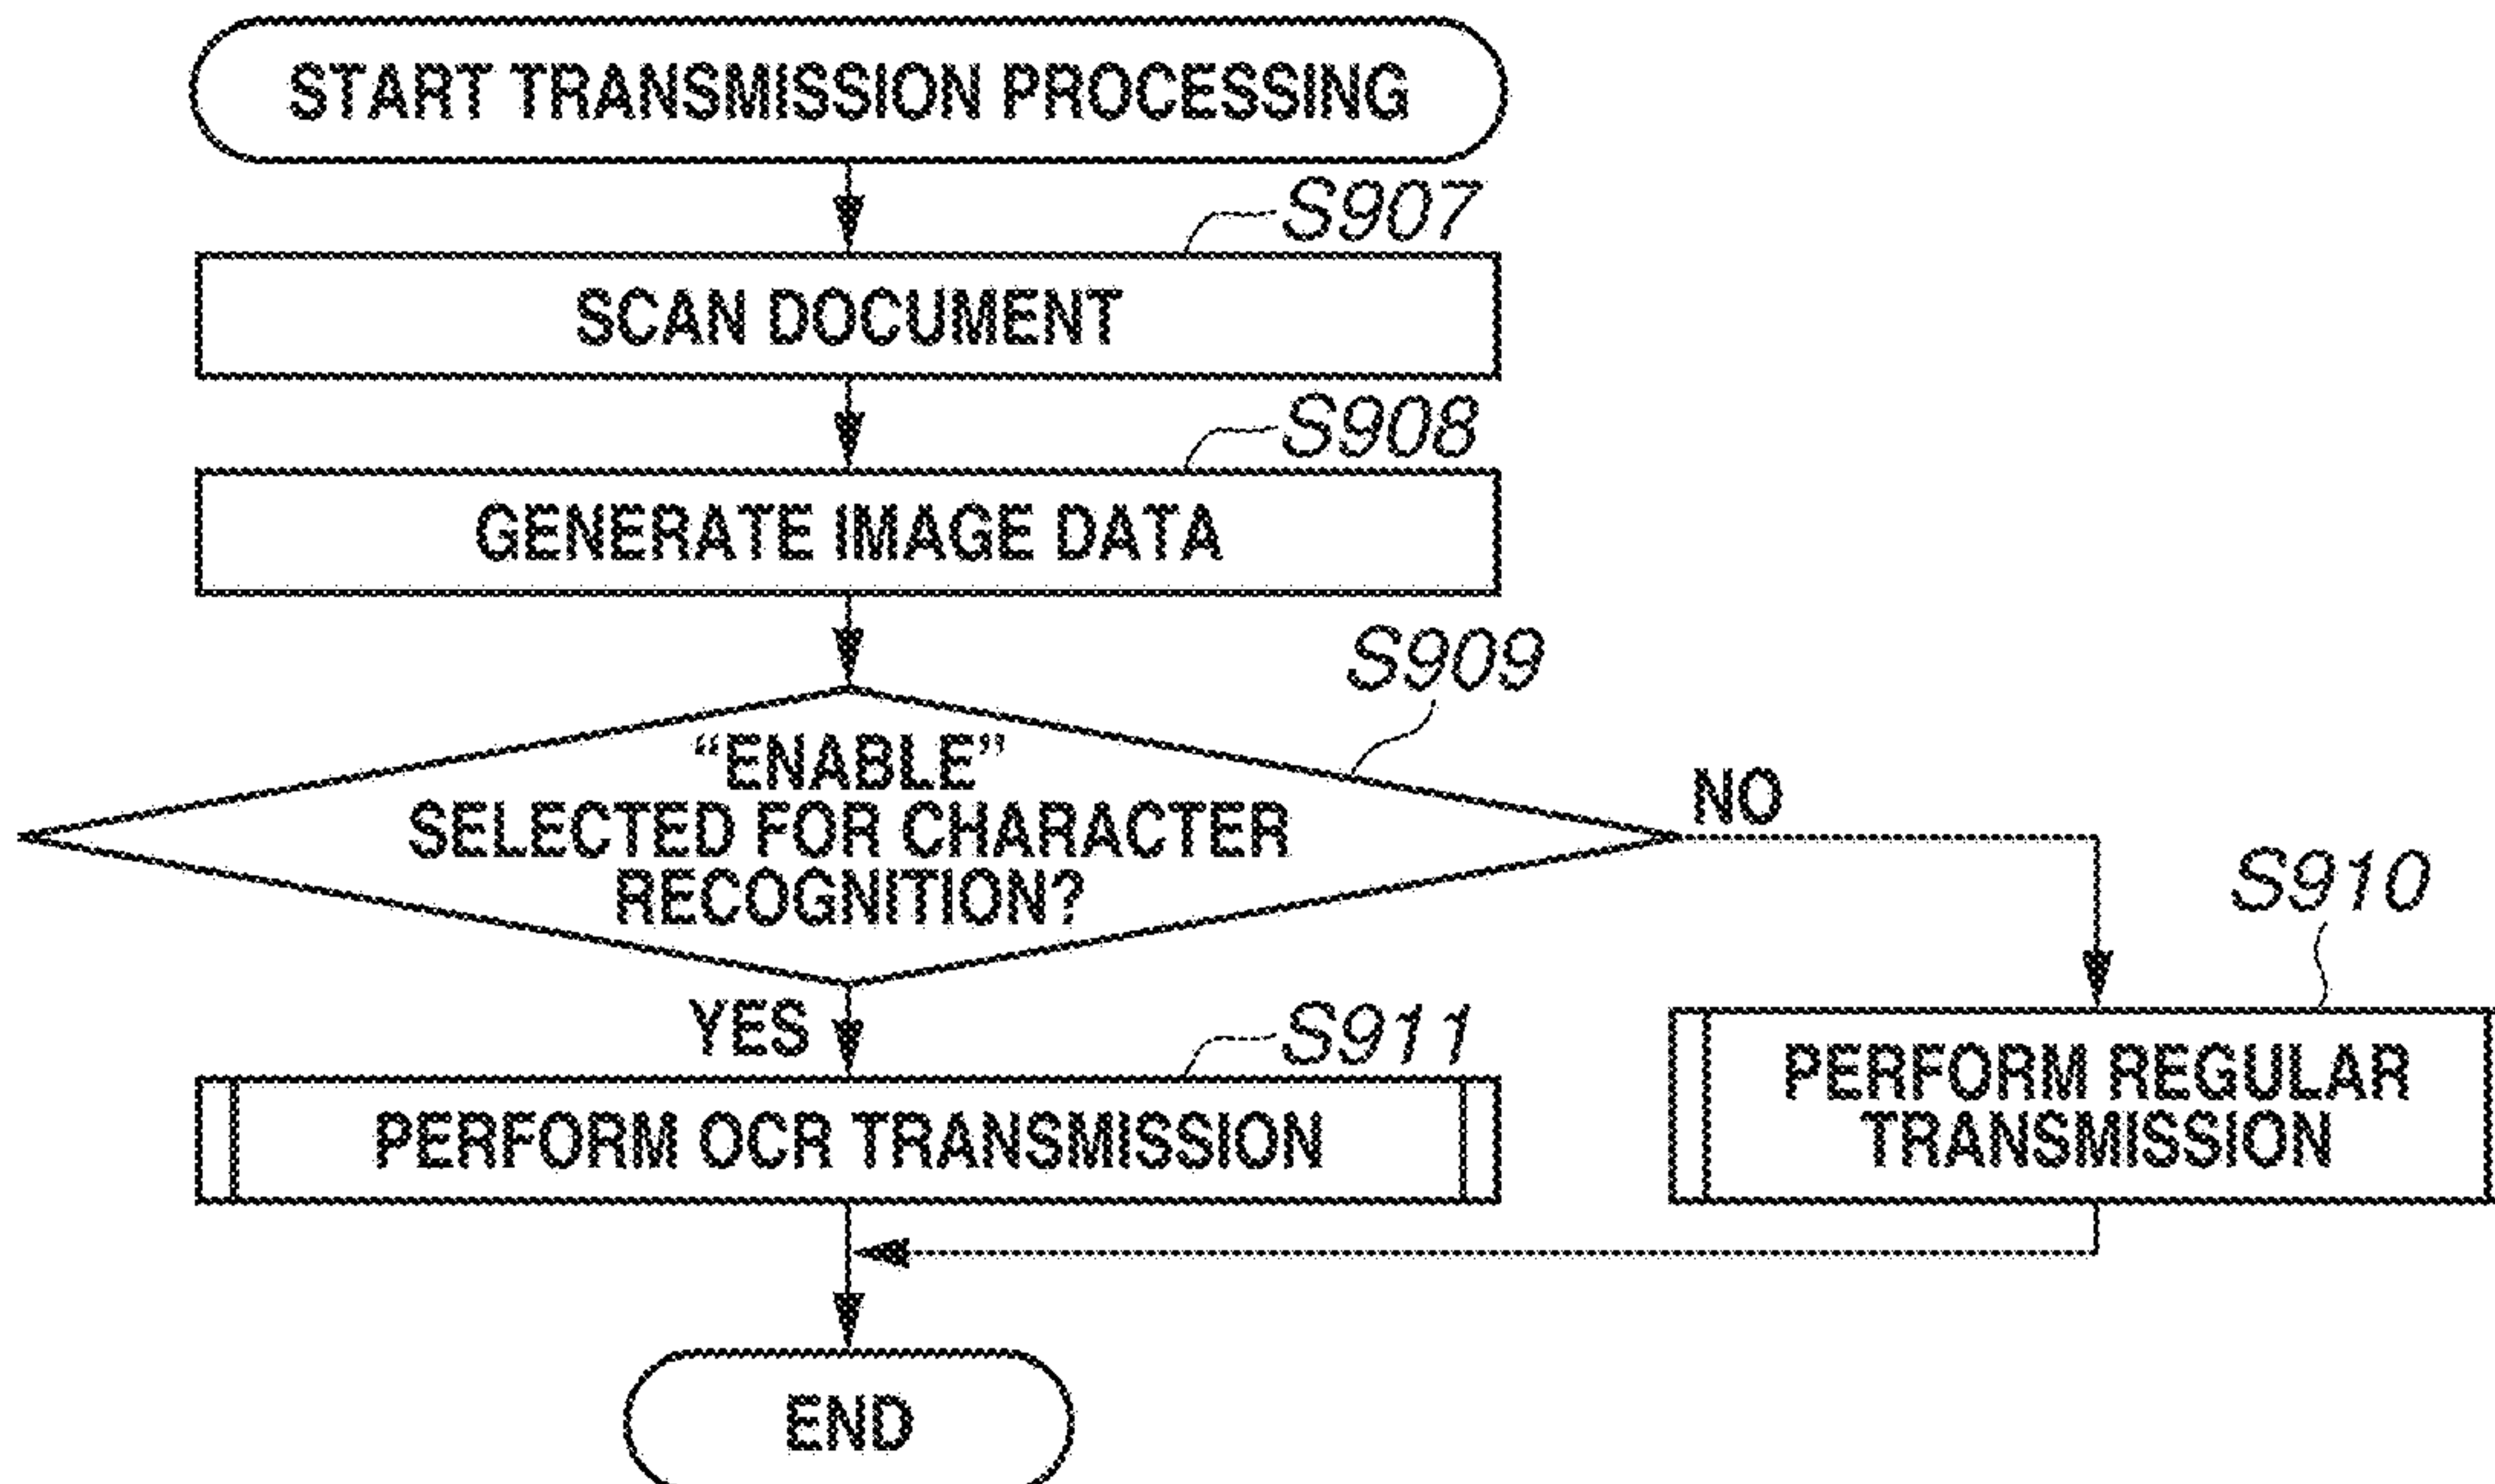 START TRANSMISSION PROCESSING
S907
SCAN DOCUMENT
S908
GENERATE IMAGE DATA
S909
“ENABLE”
SELECTED FOR CHARACTER
RECOGNITION?
NO
S910
YES
S911
PERFORM OCR TRANSMISSION
PERFORM REGULAR
TRANSMISSION
END